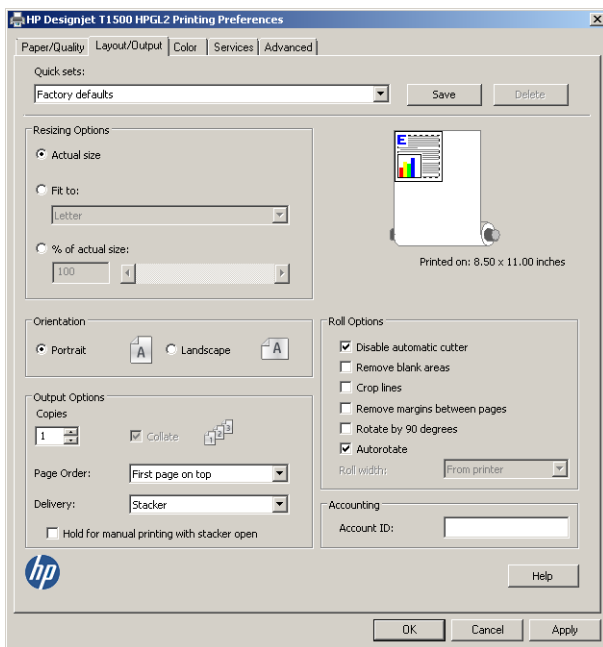 HP Designjet T1500 HPGL2 Printing Preferences
Paper/Quality
Layout/Output
Color
Services
Advanced
Quick sets:
Factory defaults
Save
Delete
Resizing Options
Actual size
Fit to:
Letter
% of actual size:
100
E
Printed on: 8.50 x 11.00 inches
Orientation
Portrait
A
Landscape
A
Output Options
Copies
1
Collate
1 2 3
Page Order:
First page on top
Delivery:
Stacker
Hold for manual printing with stacker open
Roll Options
Disable automatic cutter
Remove blank areas
Crop lines
Remove margins between pages
Rotate by 90 degrees
Autorotate
Roll width:
From printer
Accounting
Account ID:
hp
Help
OK
Cancel
Apply